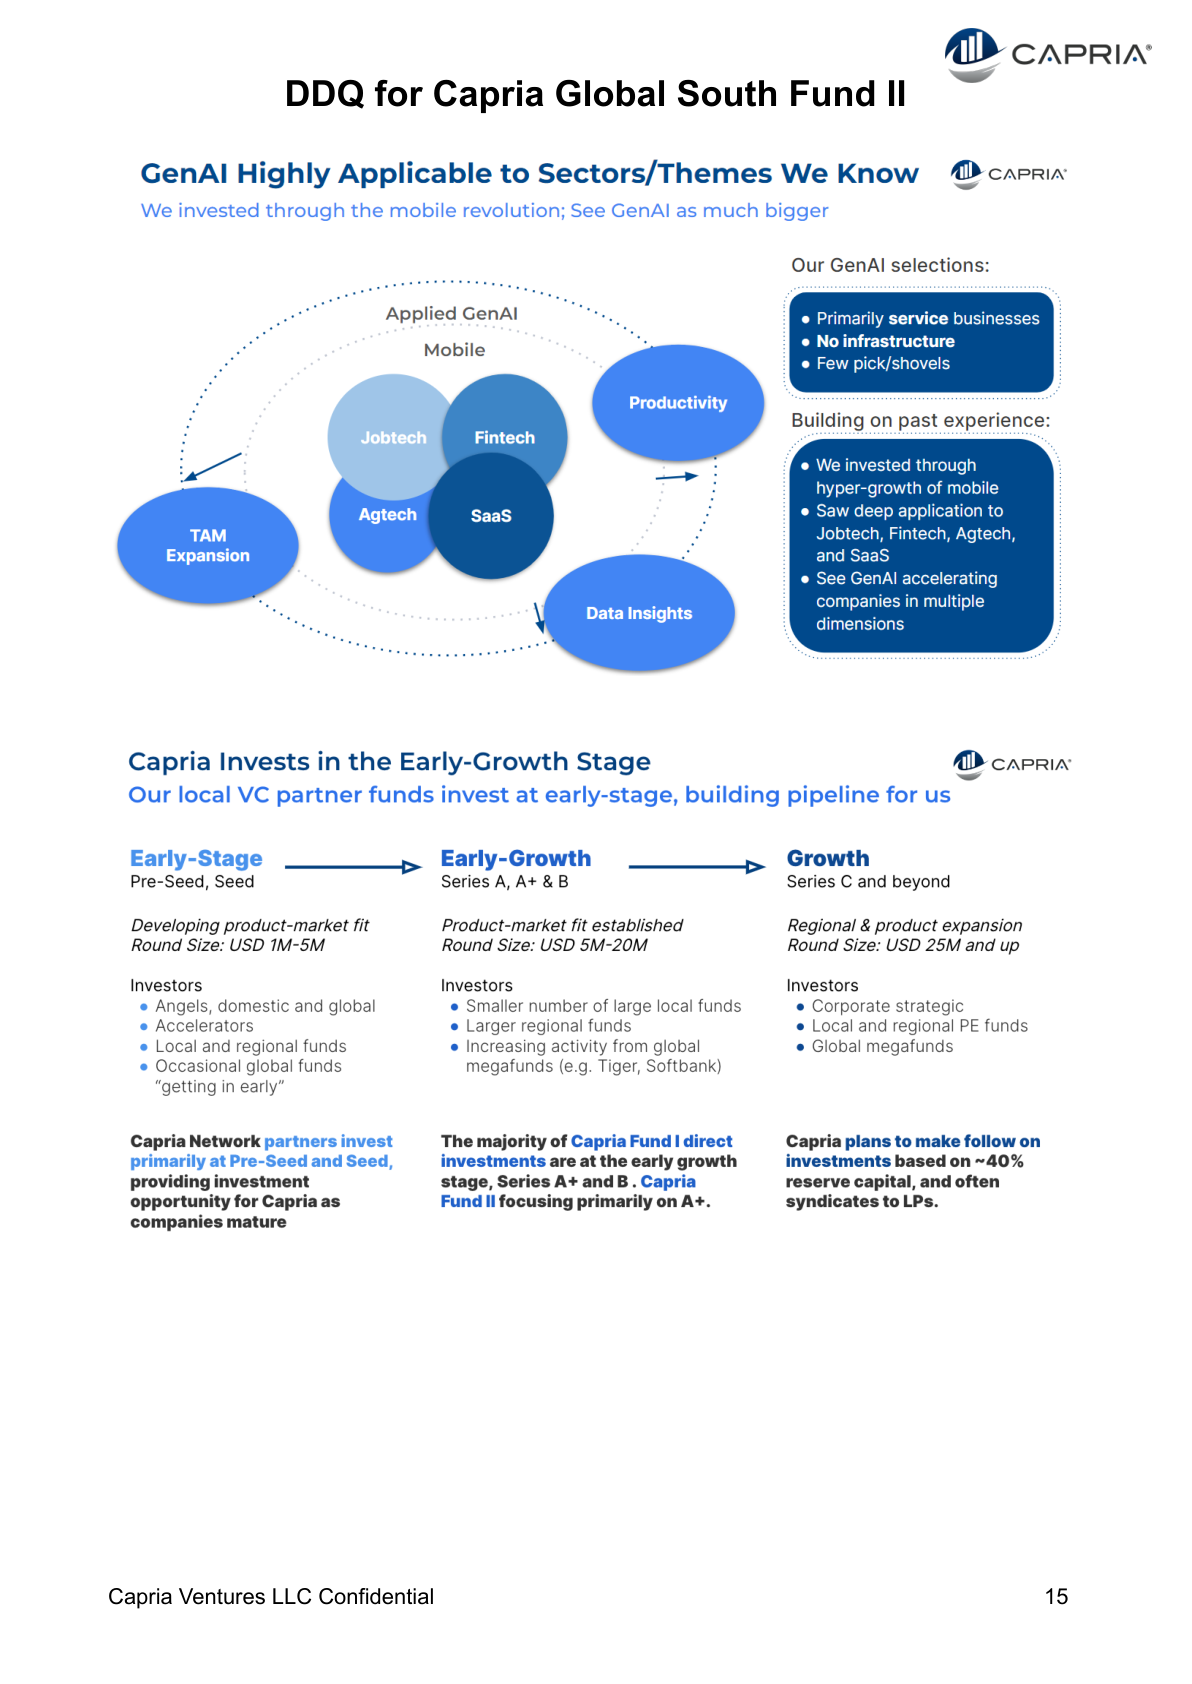 CAPRIA®
DDQ for Capria Global South Fund II
GenAI Highly Applicable to Sectors/Themes We Know
CAPRIA®
We invested through the mobile revolution; See GenAI as much bigger
Applied GenAI
Mobile
Jobtech
Fintech
Agtech
SaaS
Productivity
TAM
Expansion
Data Insights
Our GenAI selections:
● Primarily service businesses
● No infrastructure
● Few pick/shovels
Building on past experience:
● We invested through
hyper-growth of mobile
● Saw deep application to
Jobtech, Fintech, Agtech,
and SaaS
● See GenAI accelerating
companies in multiple
dimensions
Capria Invests in the Early-Growth Stage
CAPRIA®
Our local VC partner funds invest at early-stage, building pipeline for us
Early-Stage
Pre-Seed, Seed
Developing product-market fit
Round Size: USD 1M-5M
Investors
● Angels, domestic and global
● Accelerators
● Local and regional funds
● Occasional global funds
“getting in early”
Capria Network partners invest
primarily at Pre-Seed and Seed,
providing investment
opportunity for Capria as
companies mature
Early-Growth
Series A, A+ & B
Product-market fit established
Round Size: USD 5M-20M
Investors
● Smaller number of large local funds
● Larger regional funds
● Increasing activity from global
megafunds (e.g. Tiger, Softbank)
The majority of Capria Fund I direct
investments are at the early growth
stage, Series A+ and B . Capria
Fund II focusing primarily on A+.
Growth
Series C and beyond
Regional & product expansion
Round Size: USD 25M and up
Investors
● Corporate strategic
● Local and regional PE funds
● Global megafunds
Capria plans to make follow on
investments based on ~40%
reserve capital, and often
syndicates to LPs.
Capria Ventures LLC Confidential
15